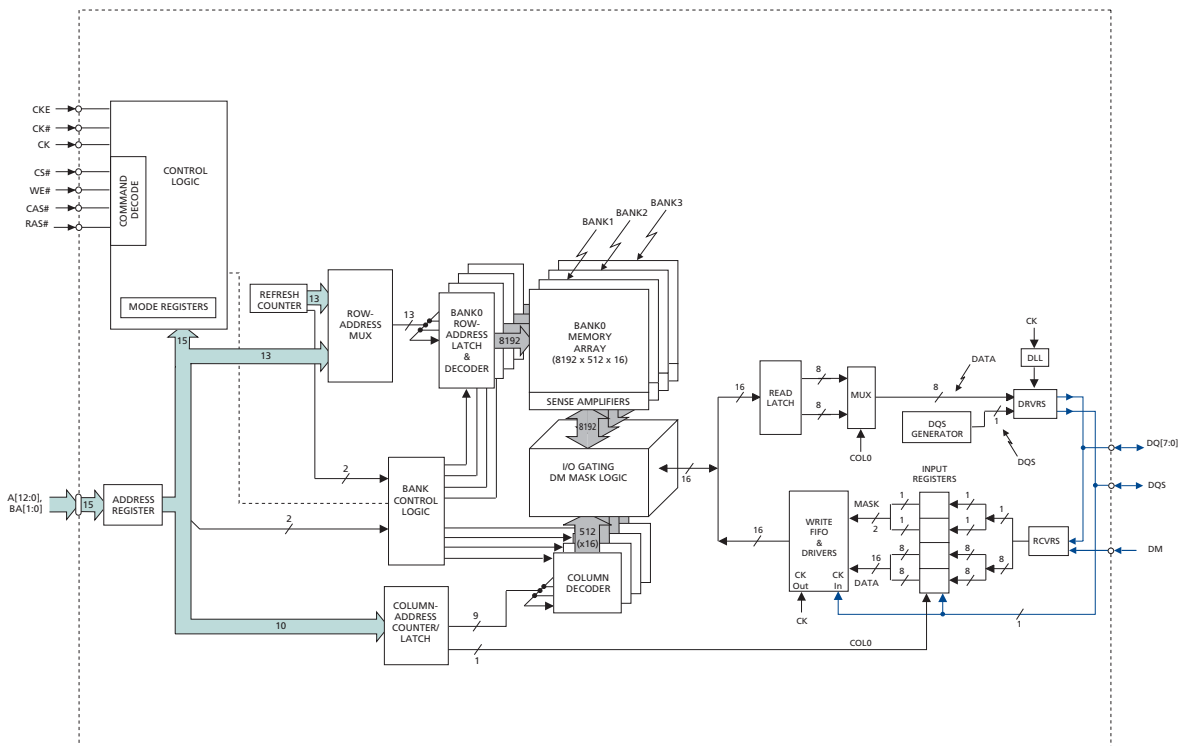 CKE
CK#
CK
CS#
WE#
CAS#
RAS#
COMMAND
DECODE
CONTROL
LOGIC
MODE REGISTERS
15
REFRESH
COUNTER
13
13
ROW-
ADDRESS
MUX
13
BANK0
ROW-
ADDRESS
LATCH
&
DECODER
8192
BANK1
BANK2
BANK3
BANK0
MEMORY
ARRAY
(8192 x 512 x 16)
SENSE AMPLIFIERS
8192
I/O GATING
DM MASK LOGIC
16
512
(x16)
COLUMN
DECODER
A[12:0],
BA[1:0]
15
ADDRESS
REGISTER
2
2
BANK
CONTROL
LOGIC
10
COLUMN-
ADDRESS
COUNTER/
LATCH
9
1
COL0
16
READ
LATCH
8
8
MUX
COL0
8
DATA
DQS
GENERATOR
1
DQS
CK
DLL
DRVRS
DQ[7:0]
DQS
DM
RCVRS
INPUT
REGISTERS
1
1
8
8
1
1
8
8
1
8
MASK
2
16
DATA
16
WRITE
FIFO
&
DRIVERS
CK
Out
CK
In
CK
1